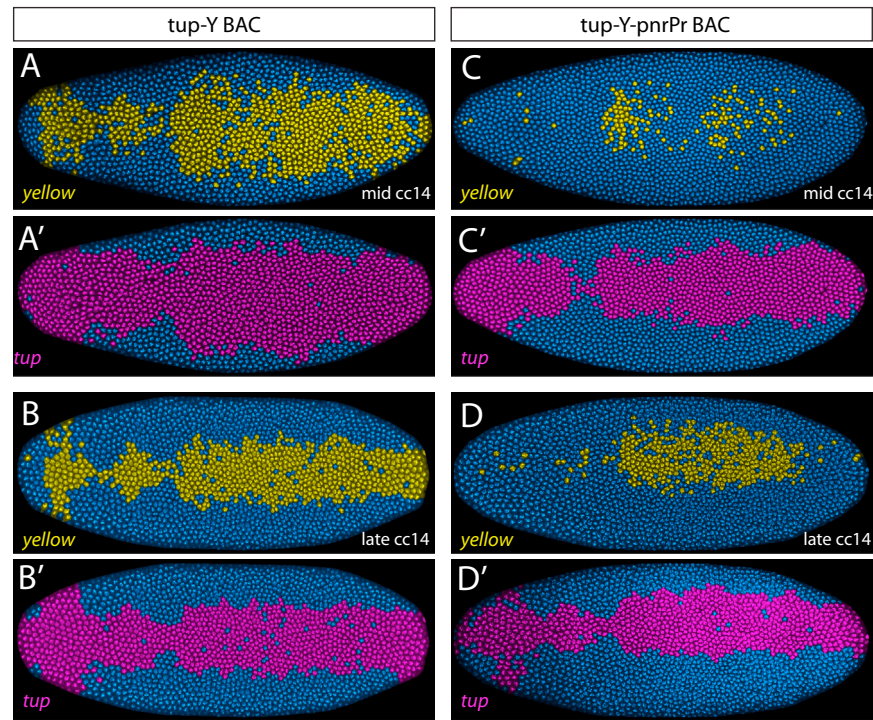 tup-Y BAC
tup-Y-pnrPr BAC
A
yellow
mid cc14
C
yellow
mid cc14
A′
tup
C′
tup
B
yellow
late cc14
D
yellow
late cc14
B′
tup
D′
tup